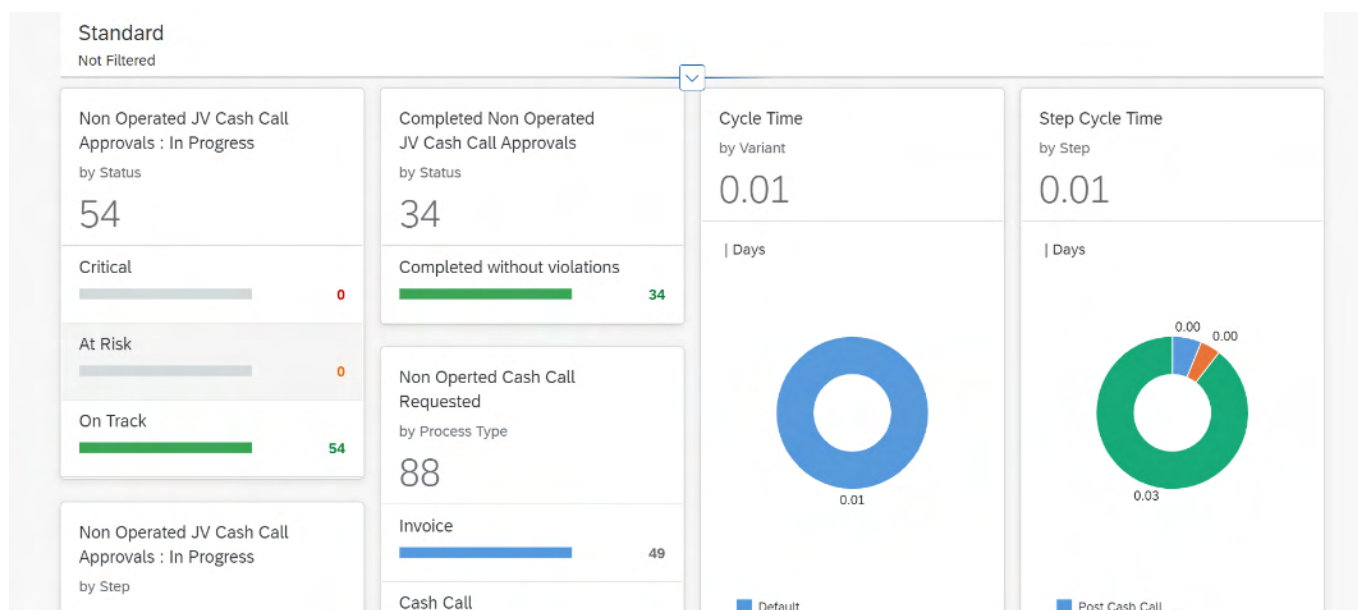 Standard
Not Filtered
Non Operated JV Cash Call
Approvals : In Progress
by Status
54
Critical
0
At Risk
0
On Track
54
Non Operated JV Cash Call
Approvals : In Progress
by Step
Completed Non Operated
JV Cash Call Approvals
by Status
34
Completed without violations
34
Non Operted Cash Call
Requested
by Process Type
88
Invoice
49
Cash Call
Cycle Time
by Variant
0.01
| Days
0.01
Default
Step Cycle Time
by Step
0.01
| Days
0.00
0.00
0.03
Post Cash Call